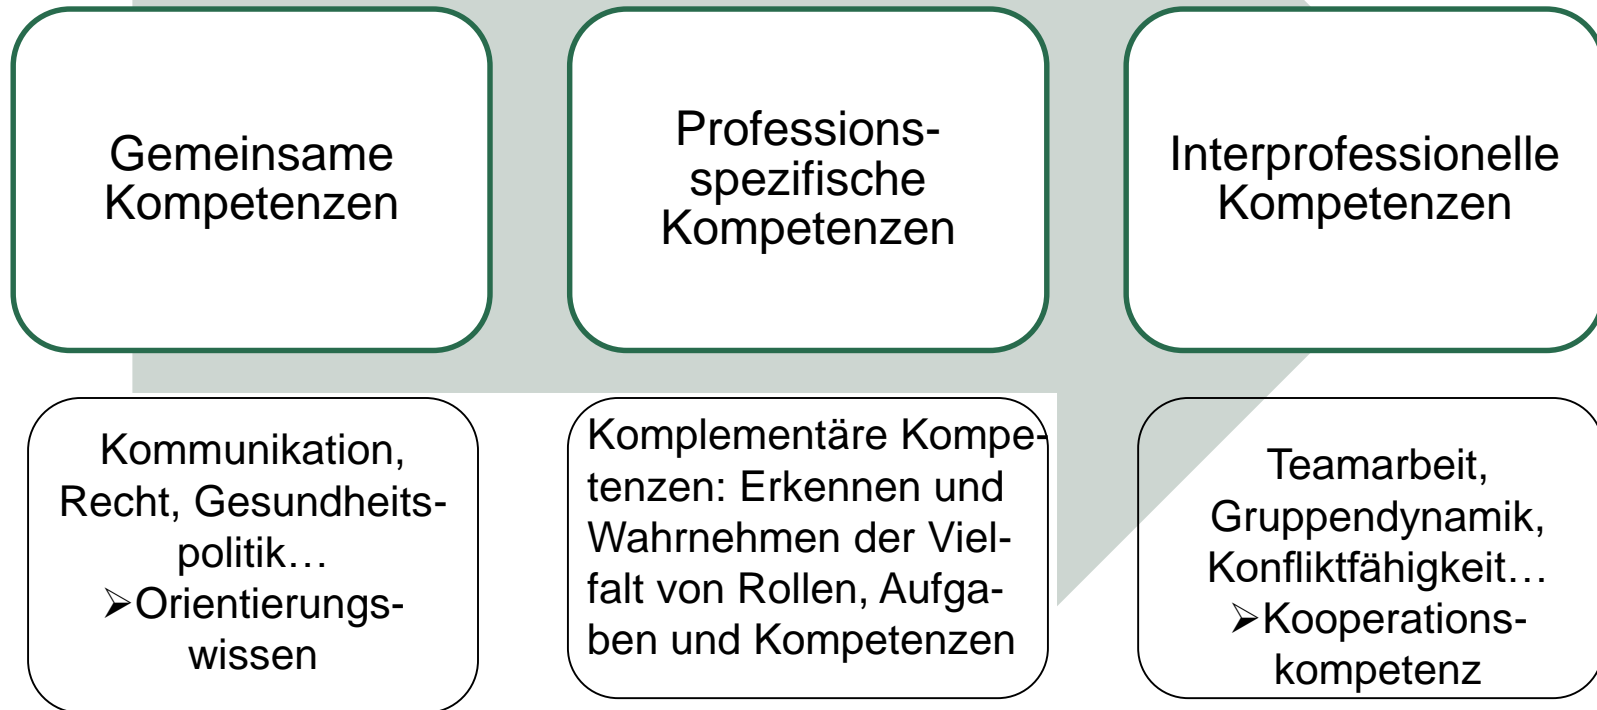 Gemeinsame
Kompetenzen
Professions-
spezifische
Kompetenzen
Interprofessionelle
Kompetenzen
Kommunikation,
Recht, Gesundheits-
politik…
➢Orientierungs-
wissen
Komplementäre Kompe-
tenzen: Erkennen und
Wahrnehmen der Viel-
falt von Rollen, Aufga-
ben und Kompetenzen
Teamarbeit,
Gruppendynamik,
Konfliktfähigkeit…
➢Kooperations-
kompetenz